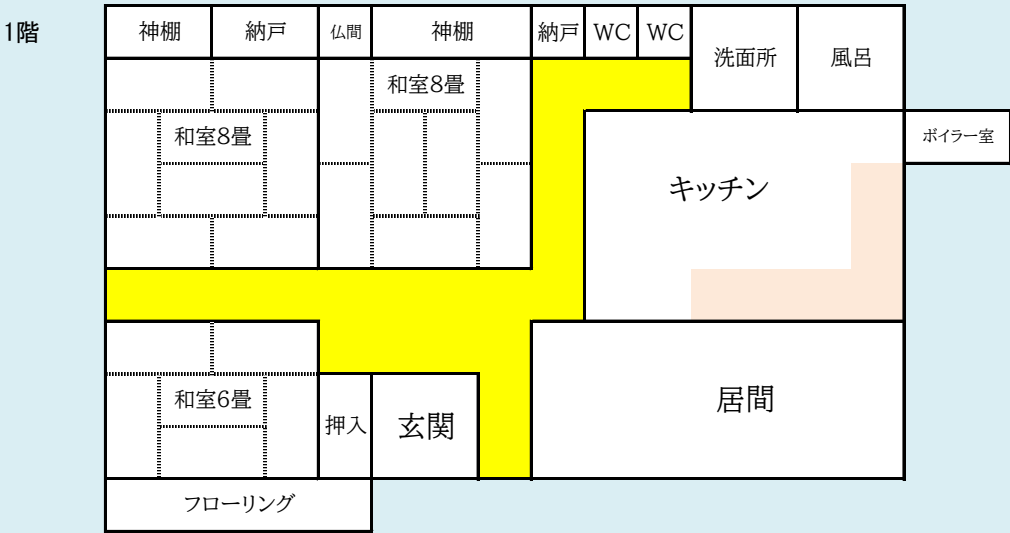 1階
神棚
納戸
仏間
神棚
納戸
WC
WC
洗面所
風呂
和室8畳
和室8畳
ボイラー室
キッチン
和室6畳
押入
玄関
居間
フローリング